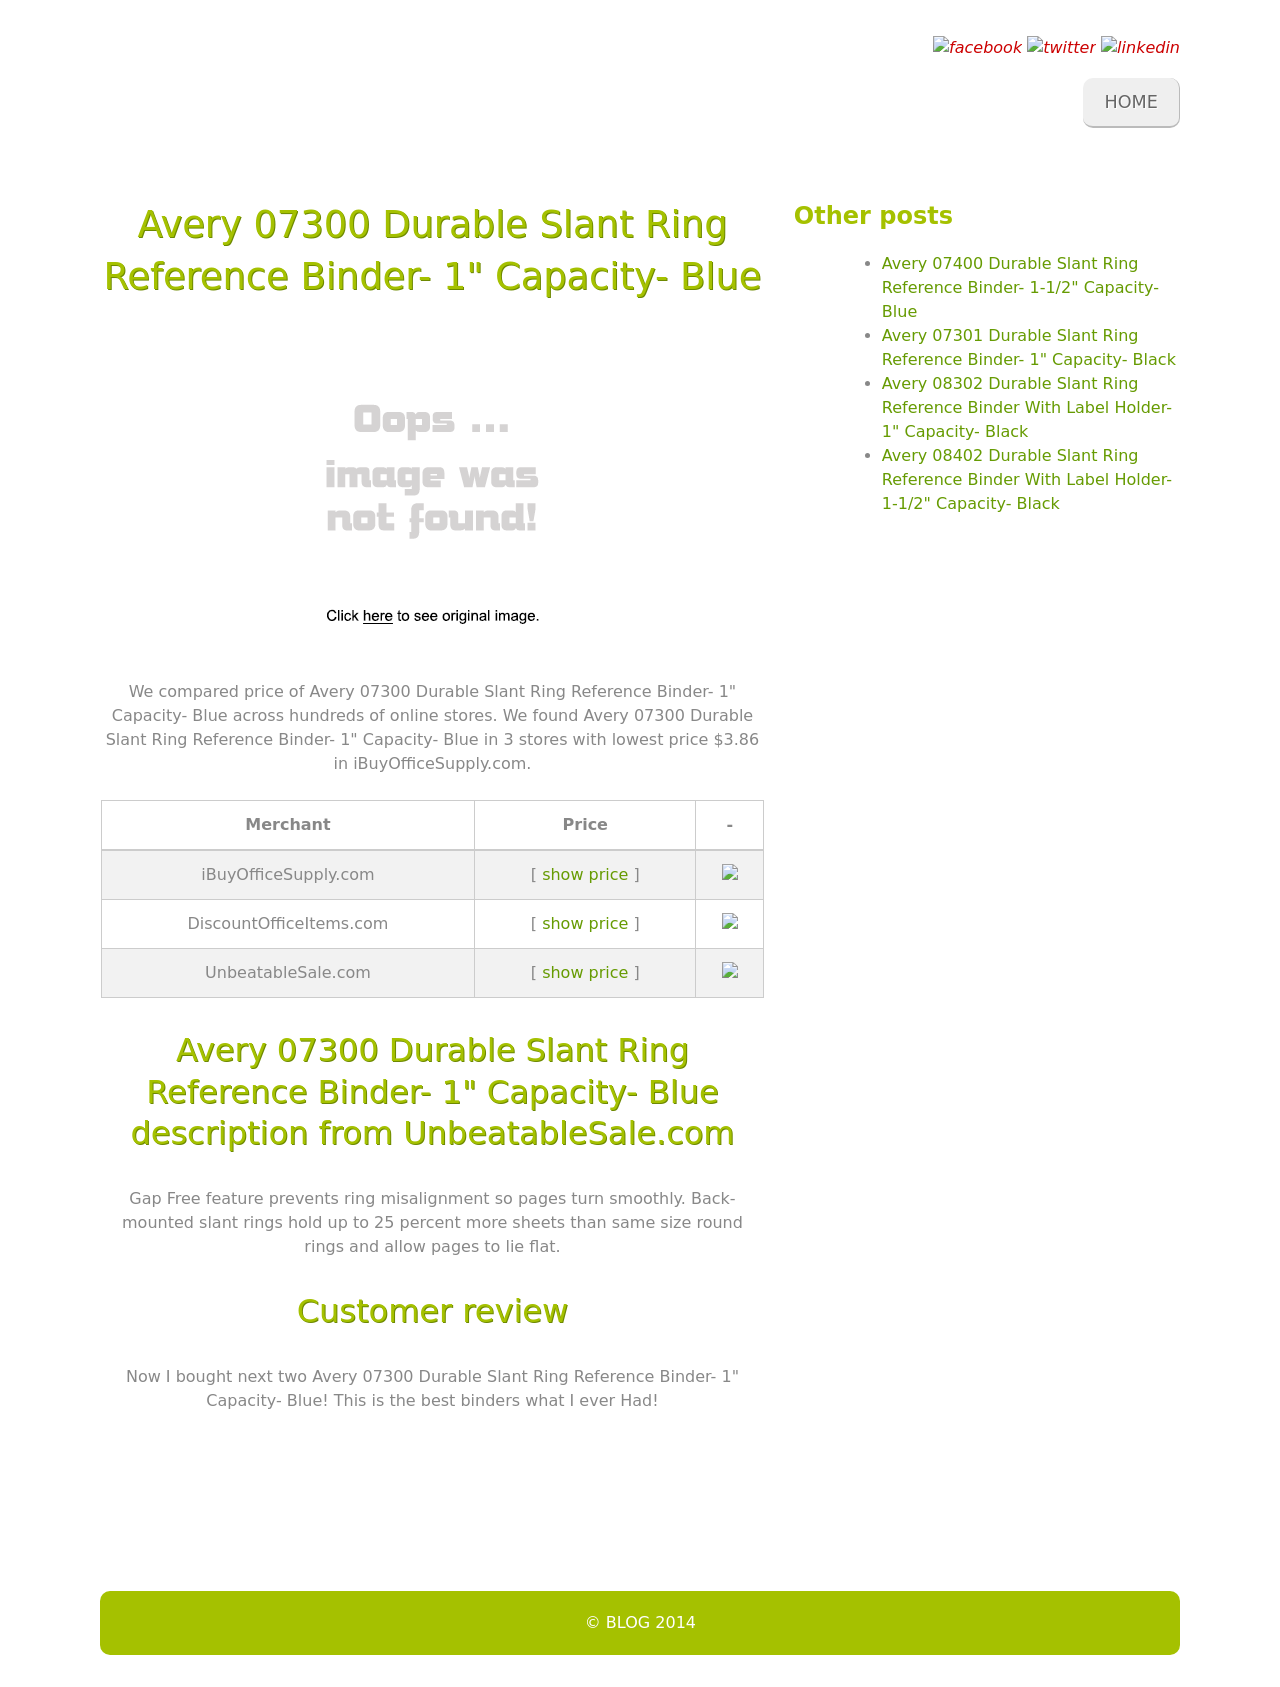 facebook twitter linkedin
HOME
Avery 07300 Durable Slant Ring
Reference Binder- 1" Capacity- Blue
Oops ...
image was
not found!
Click here to see original image.
We compared price of Avery 07300 Durable Slant Ring Reference Binder- 1"
Capacity- Blue across hundreds of online stores. We found Avery 07300 Durable
Slant Ring Reference Binder- 1" Capacity- Blue in 3 stores with lowest price $3.86
in iBuyOfficeSupply.com.
Merchant Price -
iBuyOfficeSupply.com [ show price ]
DiscountOfficeItems.com [ show price ]
UnbeatableSale.com [ show price ]
Avery 07300 Durable Slant Ring
Reference Binder- 1" Capacity- Blue
description from UnbeatableSale.com
Gap Free feature prevents ring misalignment so pages turn smoothly. Back-
mounted slant rings hold up to 25 percent more sheets than same size round
rings and allow pages to lie flat.
Customer review
Now I bought next two Avery 07300 Durable Slant Ring Reference Binder- 1"
Capacity- Blue! This is the best binders what I ever Had!
Other posts
Avery 07400 Durable Slant Ring
Reference Binder- 1-1/2" Capacity-
Blue
Avery 07301 Durable Slant Ring
Reference Binder- 1" Capacity- Black
Avery 08302 Durable Slant Ring
Reference Binder With Label Holder-
1" Capacity- Black
Avery 08402 Durable Slant Ring
Reference Binder With Label Holder-
1-1/2" Capacity- Black
© BLOG 2014